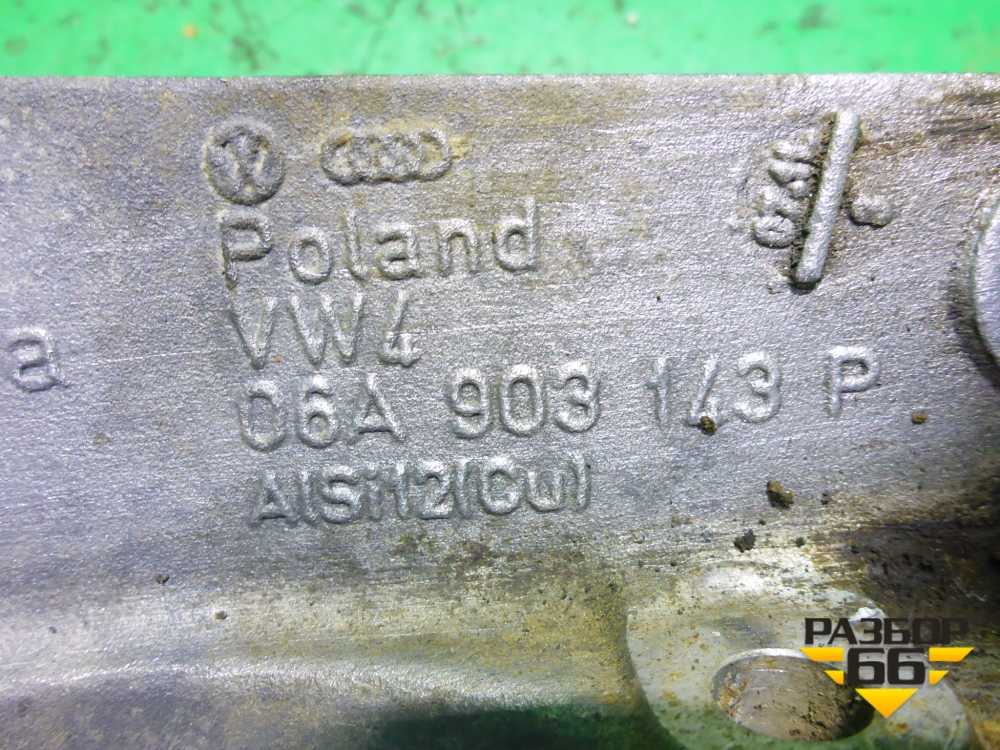 Poland
VW4
a
06A 903 143 P
AlSi12(Cu)
РАЗБОР
66